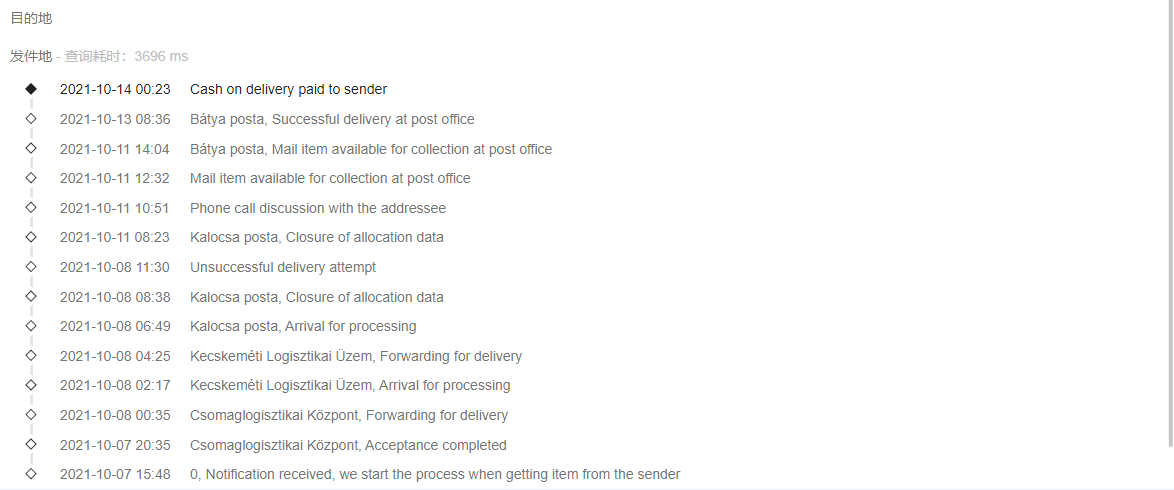 目的地
发件地 - 查询耗时：3696 ms
2021-10-14 00:23 Cash on delivery paid to sender
2021-10-13 08:36 Bátya posta, Successful delivery at post office
2021-10-11 14:04 Bátya posta, Mail item available for collection at post office
2021-10-11 12:32 Mail item available for collection at post office
2021-10-11 10:51 Phone call discussion with the addressee
2021-10-11 08:23 Kalocsa posta, Closure of allocation data
2021-10-08 11:30 Unsuccessful delivery attempt
2021-10-08 08:38 Kalocsa posta, Closure of allocation data
2021-10-08 06:49 Kalocsa posta, Arrival for processing
2021-10-08 04:25 Kecskeméti Logisztikai Üzem, Forwarding for delivery
2021-10-08 02:17 Kecskeméti Logisztikai Üzem, Arrival for processing
2021-10-08 00:35 Csomaglogisztikai Központ, Forwarding for delivery
2021-10-07 20:35 Csomaglogisztikai Központ, Acceptance completed
2021-10-07 15:48 0, Notification received, we start the process when getting item from the sender